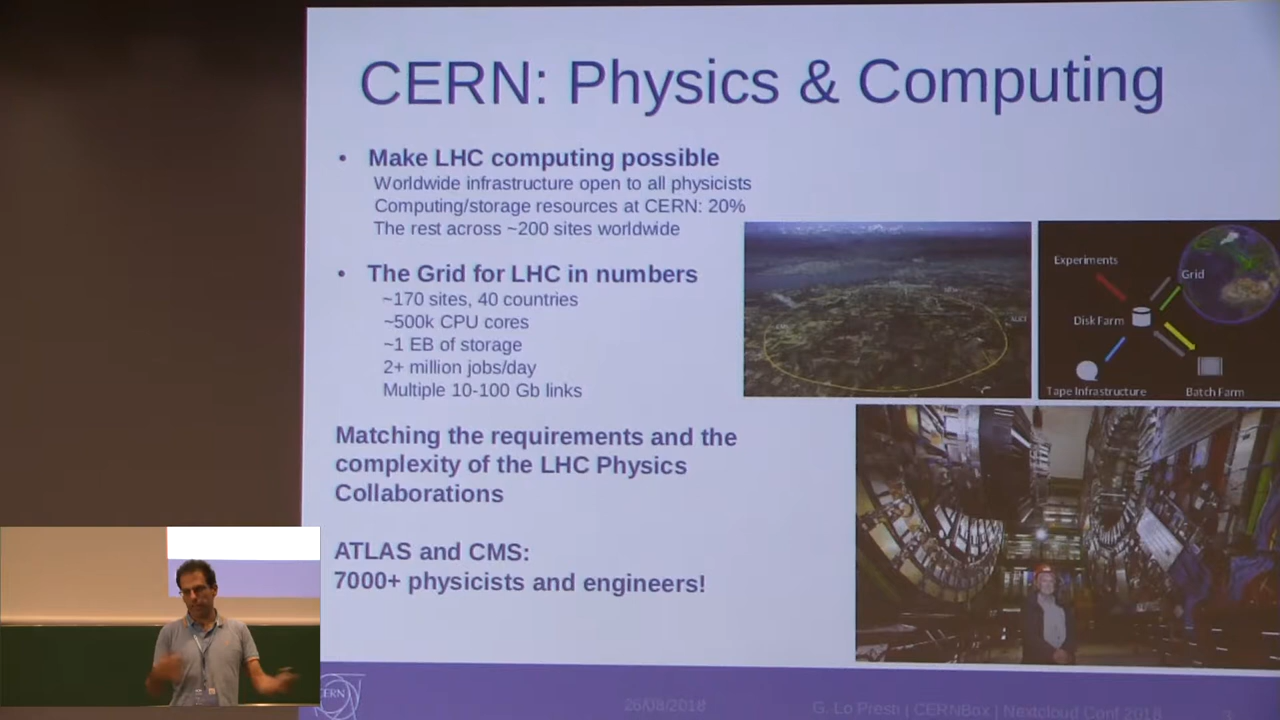 CERN: Physics & Computing
• Make LHC computing possible
Worldwide infrastructure open to all physicists
Computing/storage resources at CERN: 20%
The rest across ~200 sites worldwide
• The Grid for LHC in numbers
~170 sites, 40 countries
~500k CPU cores
~1 EB of storage
2+ million jobs/day
Multiple 10-100 Gb links
Matching the requirements and the
complexity of the LHC Physics
Collaborations
ATLAS and CMS:
7000+ physicists and engineers!
Experiments
Grid
Disk Farm
Tape Infrastructure
Batch Farm
CERN
26/08/2018
G. Lo Presti | CERNBox | Nextcloud Conf 2018